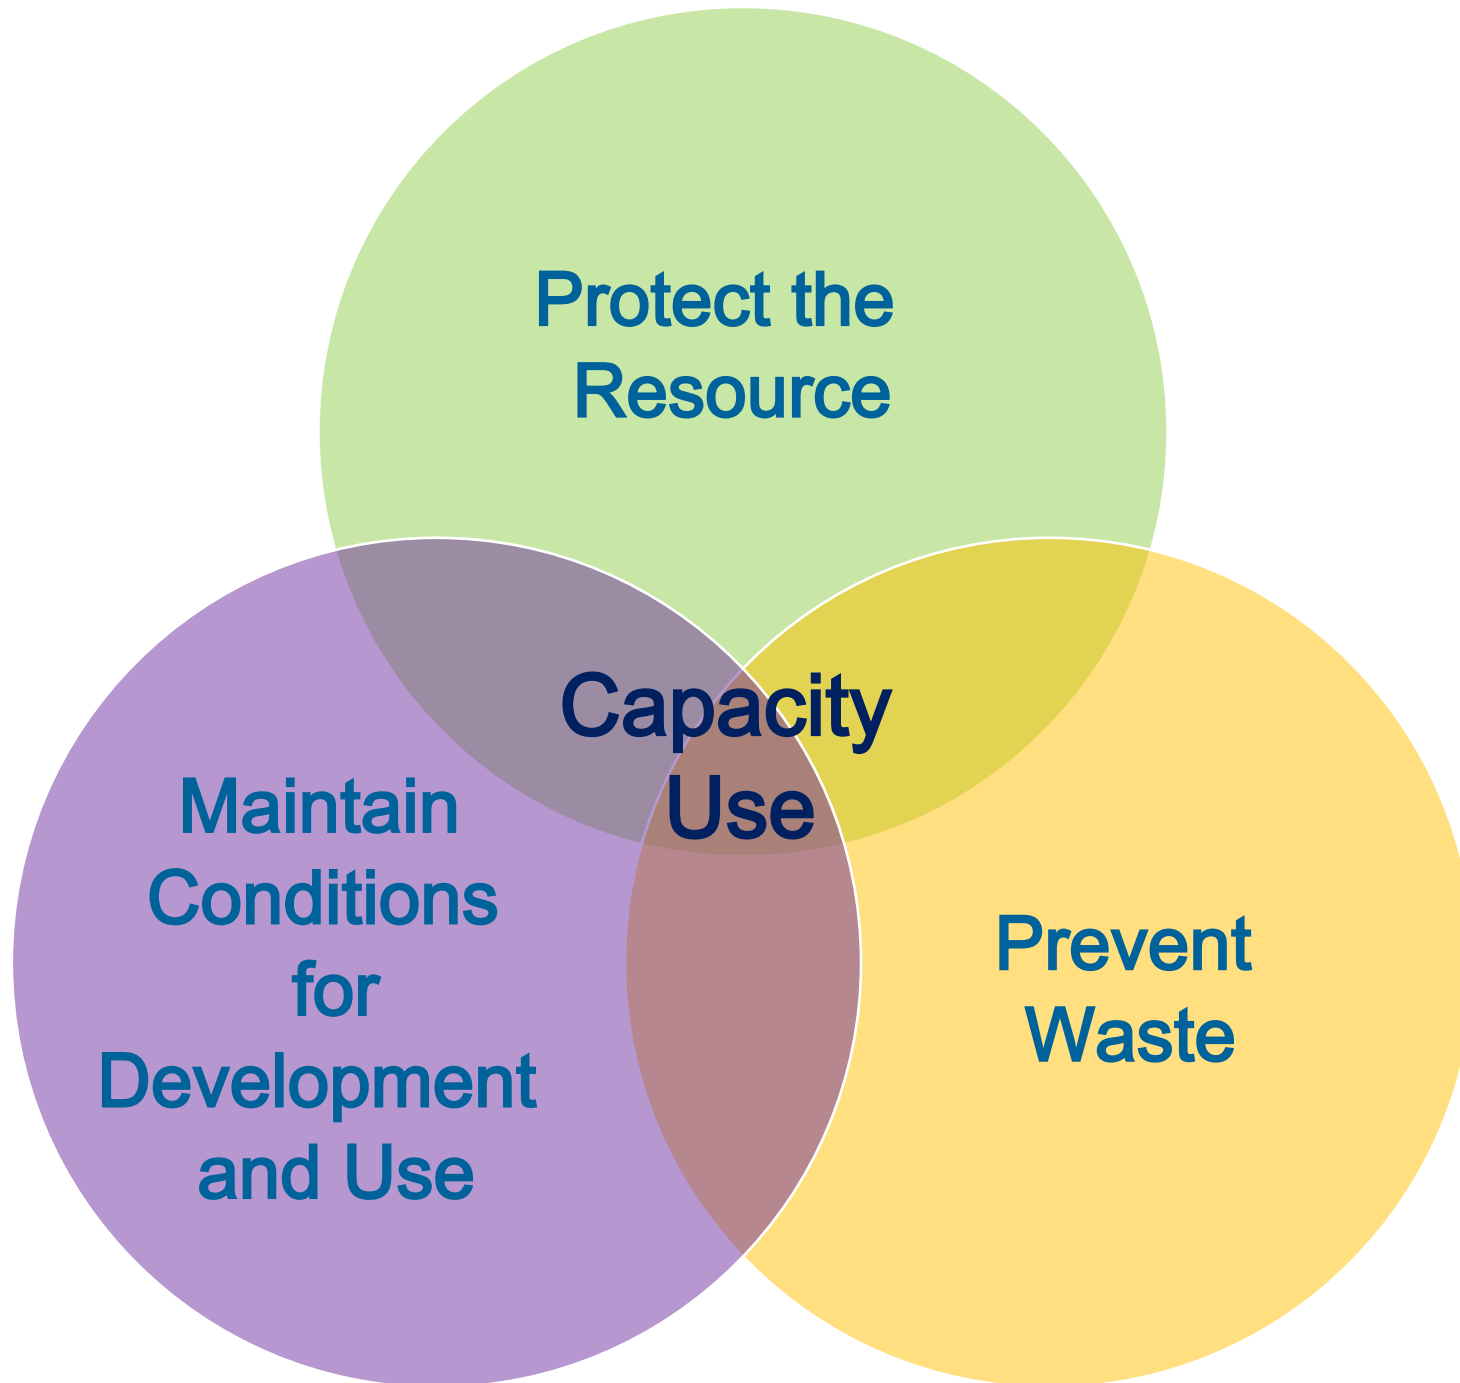 Protect the
Resource
Capacity
Use
Maintain
Conditions
for
Development
and Use
Prevent
Waste